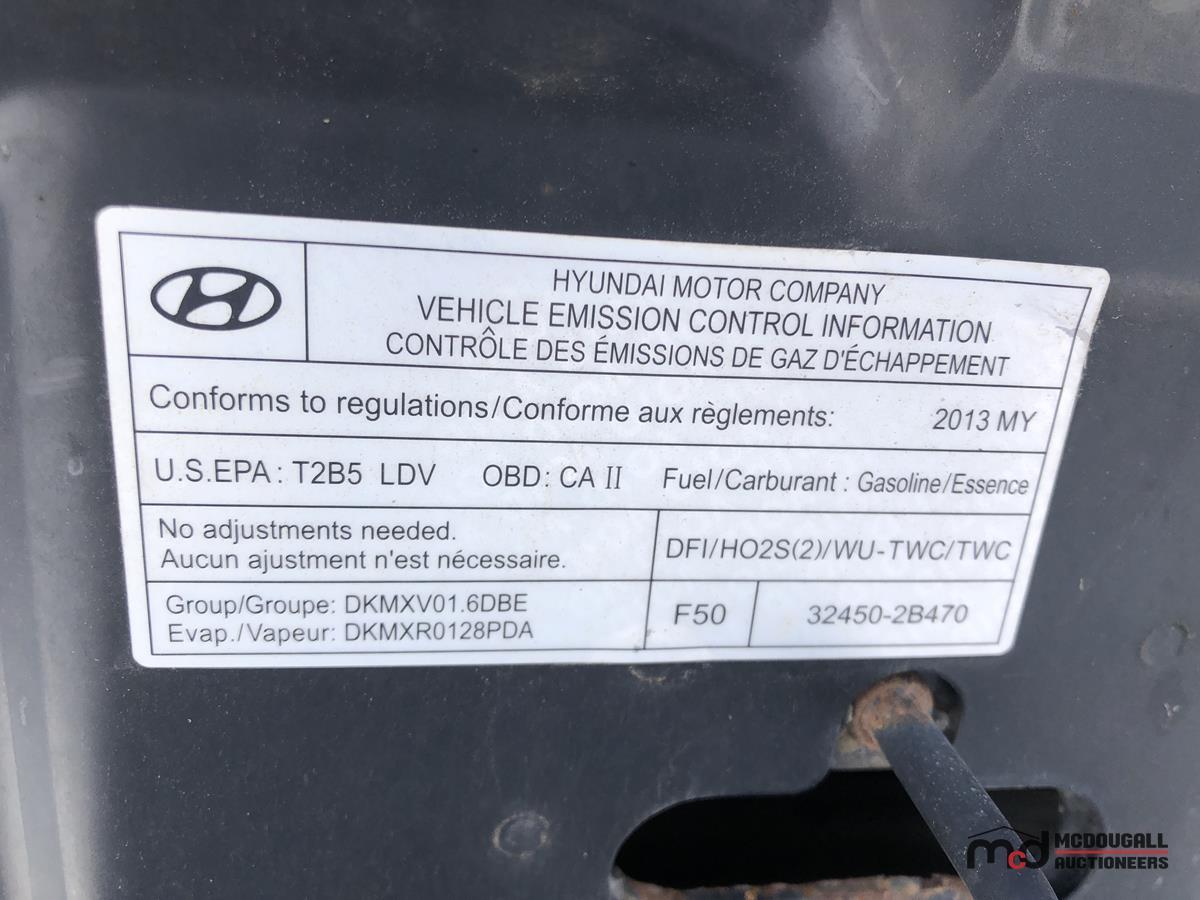 HYUNDAI MOTOR COMPANY
VEHICLE EMISSION CONTROL INFORMATION
CONTRÔLE DES ÉMISSIONS DE GAZ D'ÉCHAPPEMENT
Conforms to regulations/Conforme aux règlements: 2013 MY
U.S.EPA : T2B5 LDV OBD: CA II Fuel/Carburant : Gasoline/Essence
No adjustments needed.
Aucun ajustment n'est nécessaire.
DFI/HO2S(2)/WU-TWC/TWC
Group/Groupe: DKMXV01.6DBE
Evap./Vapeur: DKMXR0128PDA
F50 32450-2B470
mcd MCDOUGALL
AUCTIONEERS